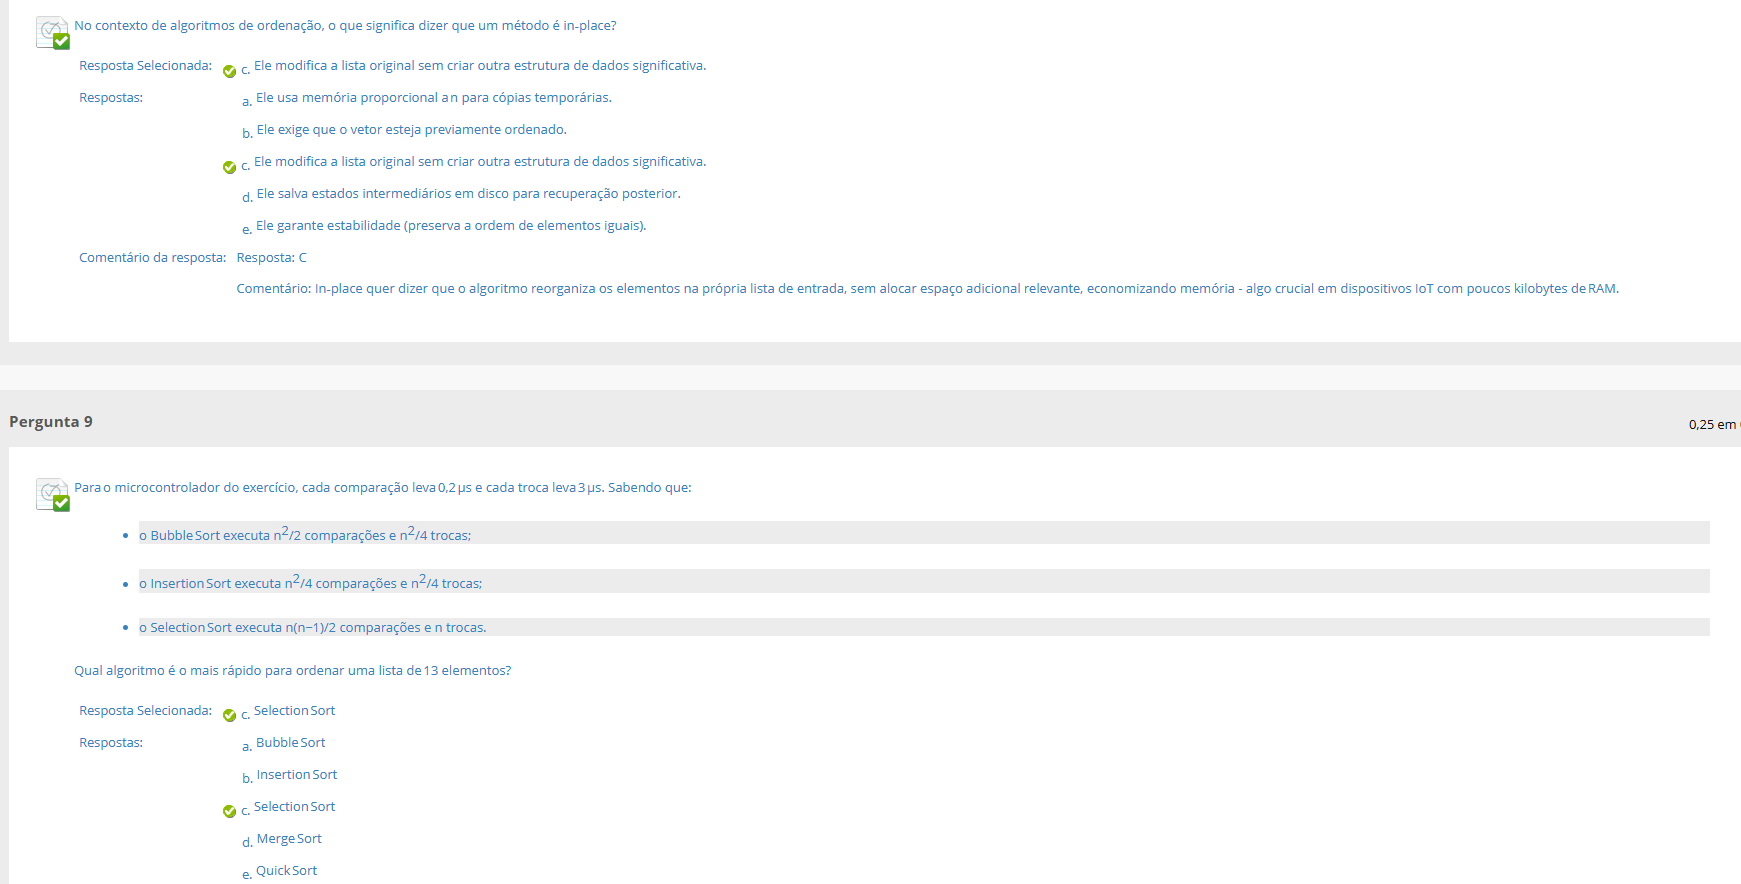 No contexto de algoritmos de ordenação, o que significa dizer que um método é in-place?
Resposta Selecionada: c. Ele modifica a lista original sem criar outra estrutura de dados significativa.
Respostas: a. Ele usa memória proporcional a n para cópias temporárias.
b. Ele exige que o vetor esteja previamente ordenado.
c. Ele modifica a lista original sem criar outra estrutura de dados significativa.
d. Ele salva estados intermediários em disco para recuperação posterior.
e. Ele garante estabilidade (preserva a ordem de elementos iguais).
Comentário da resposta: Resposta: C
Comentário: In-place quer dizer que o algoritmo reorganiza os elementos na própria lista de entrada, sem alocar espaço adicional relevante, economizando memória - algo crucial em dispositivos IoT com poucos kilobytes de RAM.
Pergunta 9
0,25 em
Para o microcontrolador do exercício, cada comparação leva 0,2 µs e cada troca leva 3 µs. Sabendo que:
• o Bubble Sort executa n²/2 comparações e n²/4 trocas;
• o Insertion Sort executa n²/4 comparações e n²/4 trocas;
• o Selection Sort executa n(n−1)/2 comparações e n trocas.
Qual algoritmo é o mais rápido para ordenar uma lista de 13 elementos?
Resposta Selecionada: c. Selection Sort
Respostas: a. Bubble Sort
b. Insertion Sort
c. Selection Sort
d. Merge Sort
e. Quick Sort